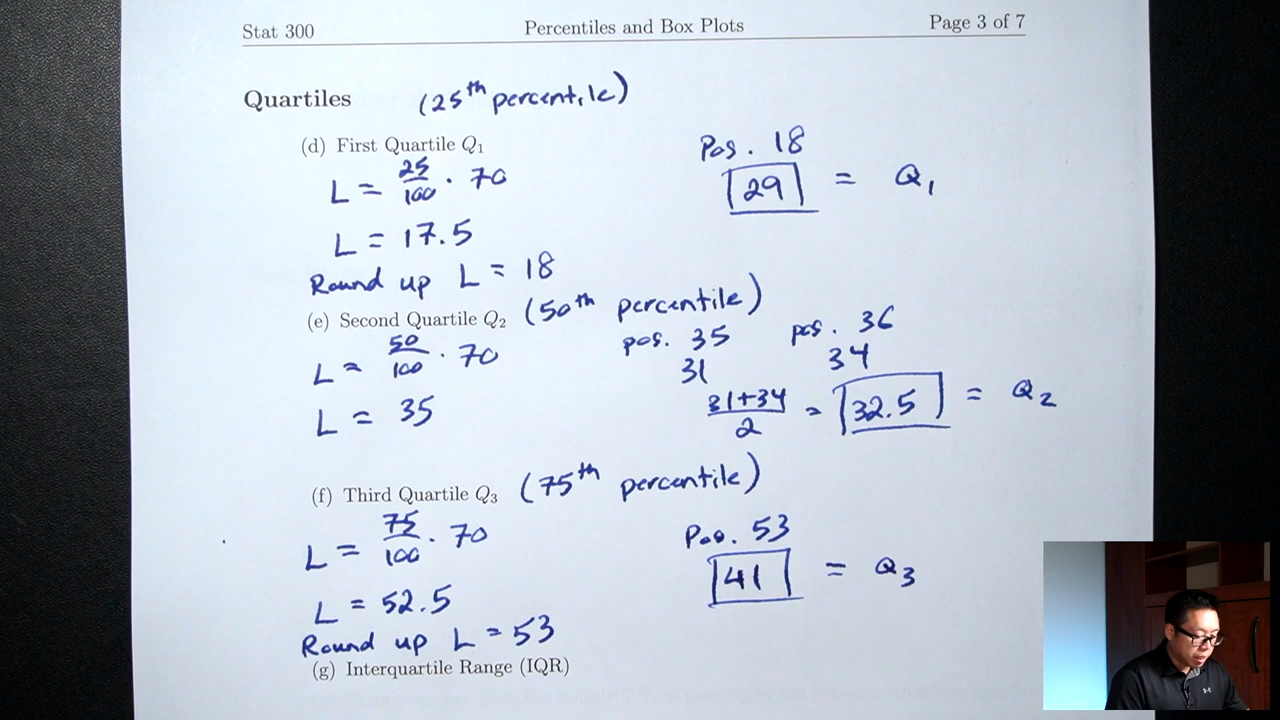 Stat 300 Percentiles and Box Plots Page 3 of 7
Quartiles (25th percentile)
(d) First Quartile Q1
L = 25/100 · 70
L = 17.5
Round up L = 18
Pos. 18
29 = Q1
(e) Second Quartile Q2 (50th percentile)
L = 50/100 · 70
L = 35
pos. 35 pos. 36
31 34
31+34/2 = 32.5 = Q2
(f) Third Quartile Q3 (75th percentile)
L = 75/100 · 70
L = 52.5
Round up L = 53
Pos. 53
41 = Q3
(g) Interquartile Range (IQR)